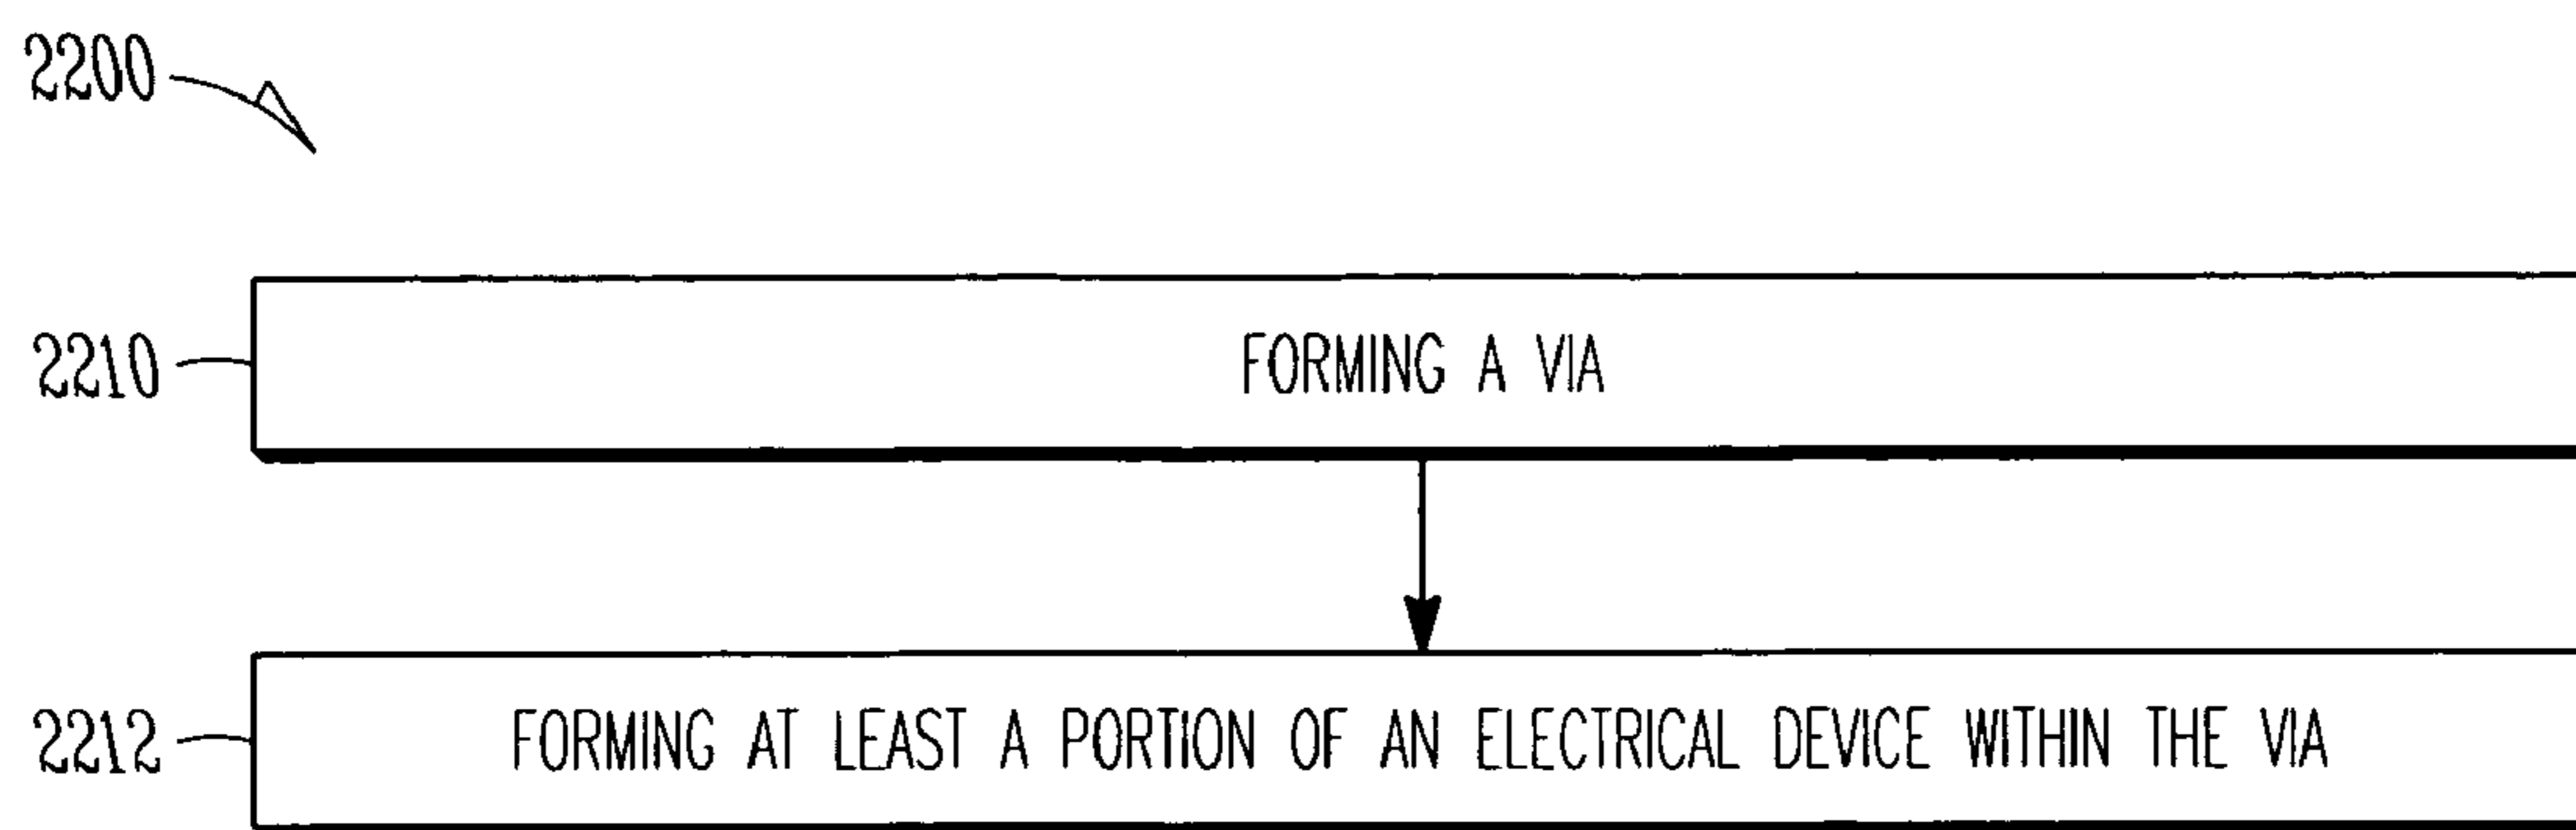 2200
2210 FORMING A VIA
2212 FORMING AT LEAST A PORTION OF AN ELECTRICAL DEVICE WITHIN THE VIA